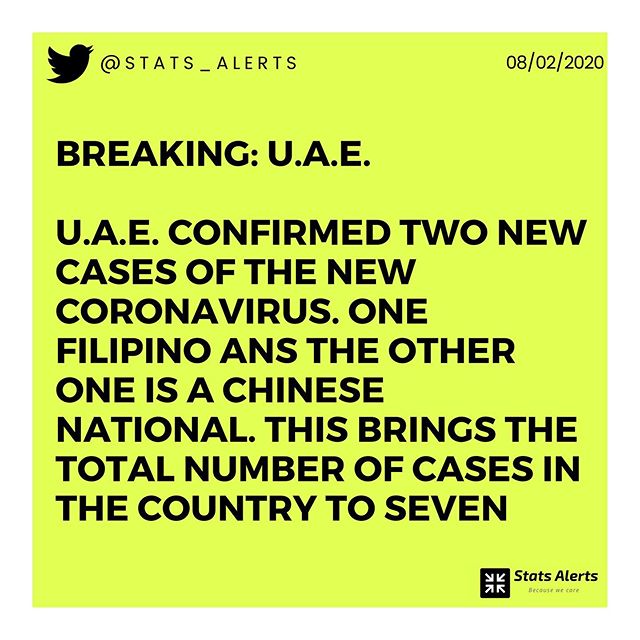 @STATS_ALERTS
08/02/2020
BREAKING: U.A.E.
U.A.E. CONFIRMED TWO NEW
CASES OF THE NEW
CORONAVIRUS. ONE
FILIPINO ANS THE OTHER
ONE IS A CHINESE
NATIONAL. THIS BRINGS THE
TOTAL NUMBER OF CASES IN
THE COUNTRY TO SEVEN
Stats Alerts
Because we care